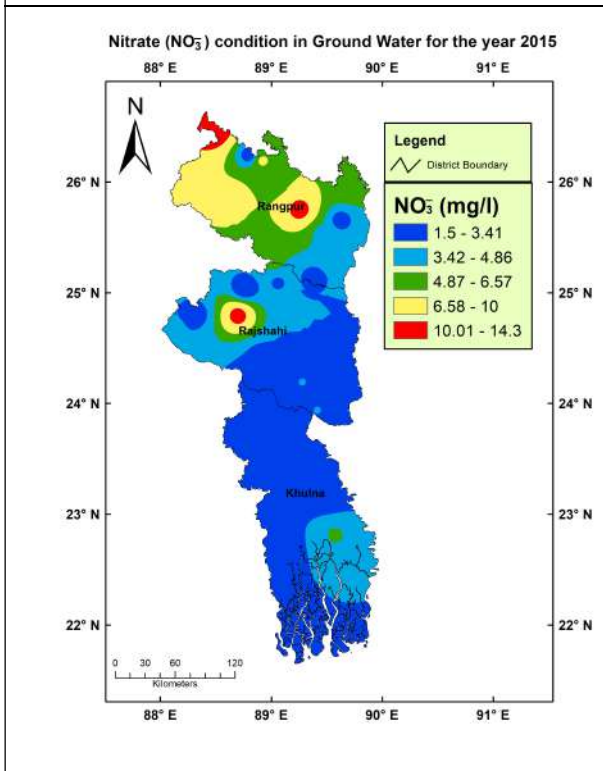 Nitrate (NO₃⁻) condition in Ground Water for the year 2015
88° E 89° E 90° E 91° E
N
Legend
District Boundary
26° N 26° N
Rangpur
NO₃⁻ (mg/l)
1.5 - 3.41
3.42 - 4.86
4.87 - 6.57
6.58 - 10
10.01 - 14.3
25° N 25° N
Rajshahi
24° N 24° N
Khulna
23° N 23° N
22° N 22° N
0 30 60 120
Kilometers
88° E 89° E 90° E 91° E